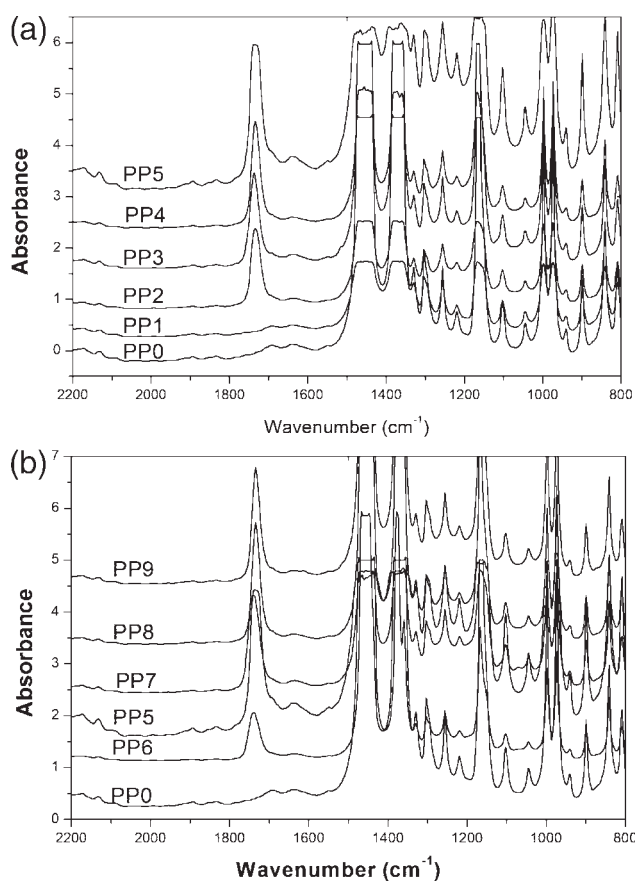 (a)
6
5
4
3
2
1
0
Absorbance
PP5
PP4
PP3
PP2
PP1
PP0
2200 2000 1800 1600 1400 1200 1000 800
Wavenumber (cm-1)
(b)
7
6
5
4
3
2
1
0
Absorbance
PP9
PP8
PP7
PP5
PP6
PP0
2200 2000 1800 1600 1400 1200 1000 800
Wavenumber (cm-1)